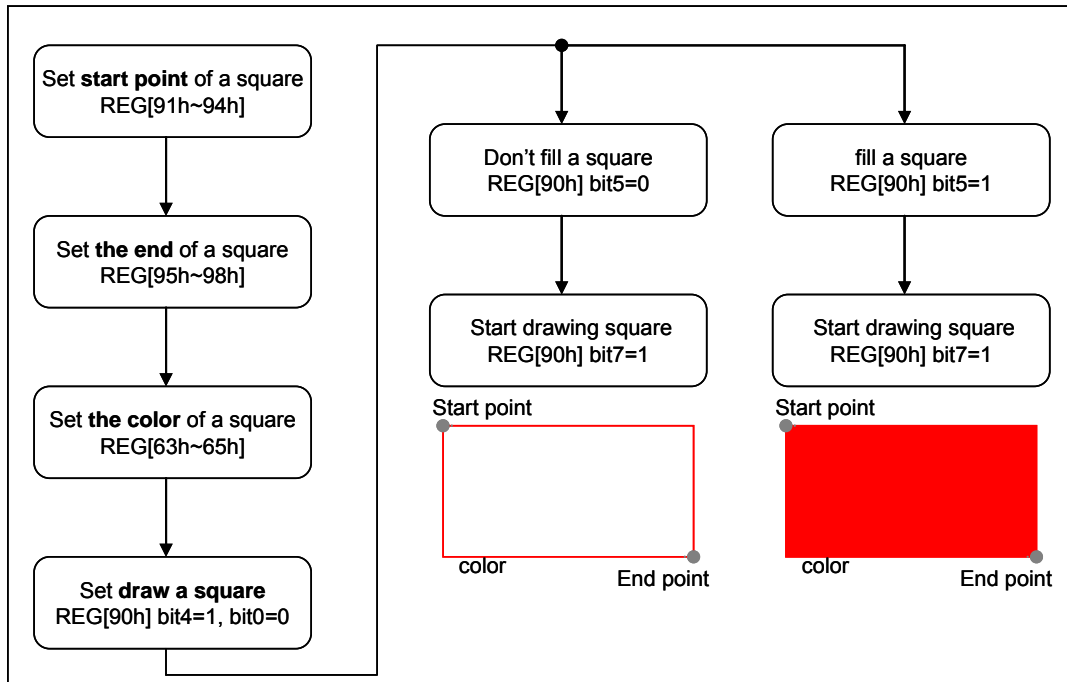 Set start point of a square
REG[91h~94h]
Set the end of a square
REG[95h~98h]
Set the color of a square
REG[63h~65h]
Set draw a square
REG[90h] bit4=1, bit0=0
Don't fill a square
REG[90h] bit5=0
Start drawing square
REG[90h] bit7=1
Start point
color
End point
fill a square
REG[90h] bit5=1
Start drawing square
REG[90h] bit7=1
Start point
color
End point